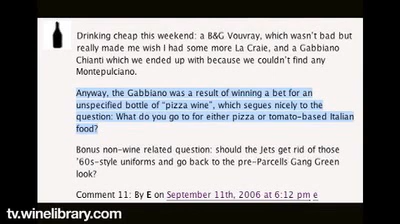 Drinking cheap this weekend: a B&G Vouvray, which wasn't bad but
really made me wish I had some more La Craie, and a Gabbiano
Chianti which we ended up with because we couldn't find any
Montepulciano.
Anyway, the Gabbiano was a result of winning a bet for an
unspecified bottle of "pizza wine", which segues nicely to the
question: What do you go to for either pizza or tomato-based Italian
food?
Bonus non-wine related question: should the Jets get rid of those
'60s-style uniforms and go back to the pre-Parcells Gang Green
look?
Comment 11: By E on September 11th, 2006 at 6:12 pm e
tv.winelibrary.com